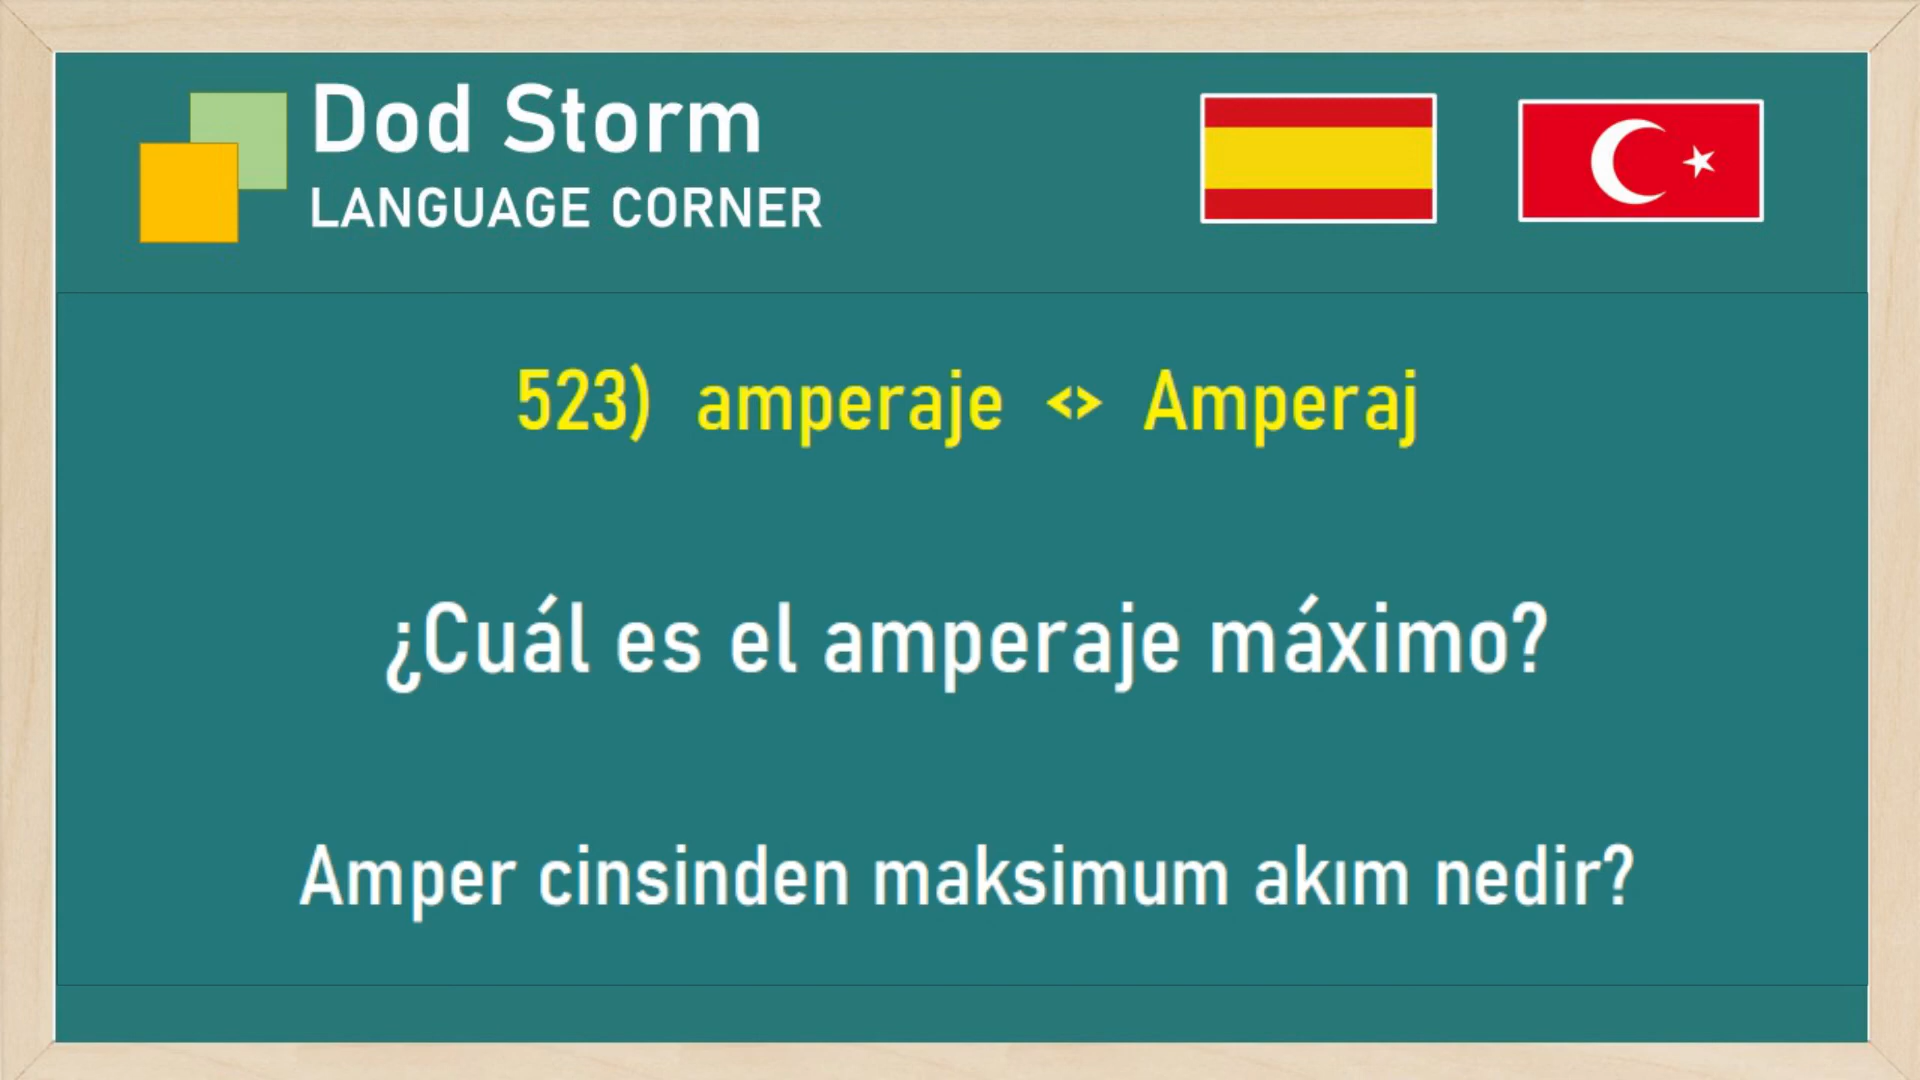 Dod Storm
LANGUAGE CORNER
523) amperaje <> Amperaj
¿Cuál es el amperaje máximo?
Amper cinsinden maksimum akım nedir?